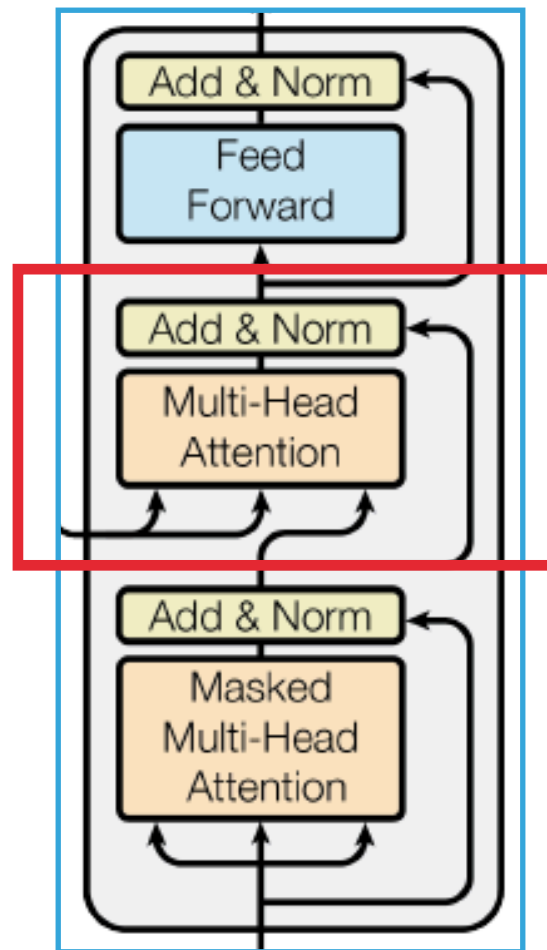 Add & Norm
Feed
Forward
Add & Norm
Multi-Head
Attention
Add & Norm
Masked
Multi-Head
Attention